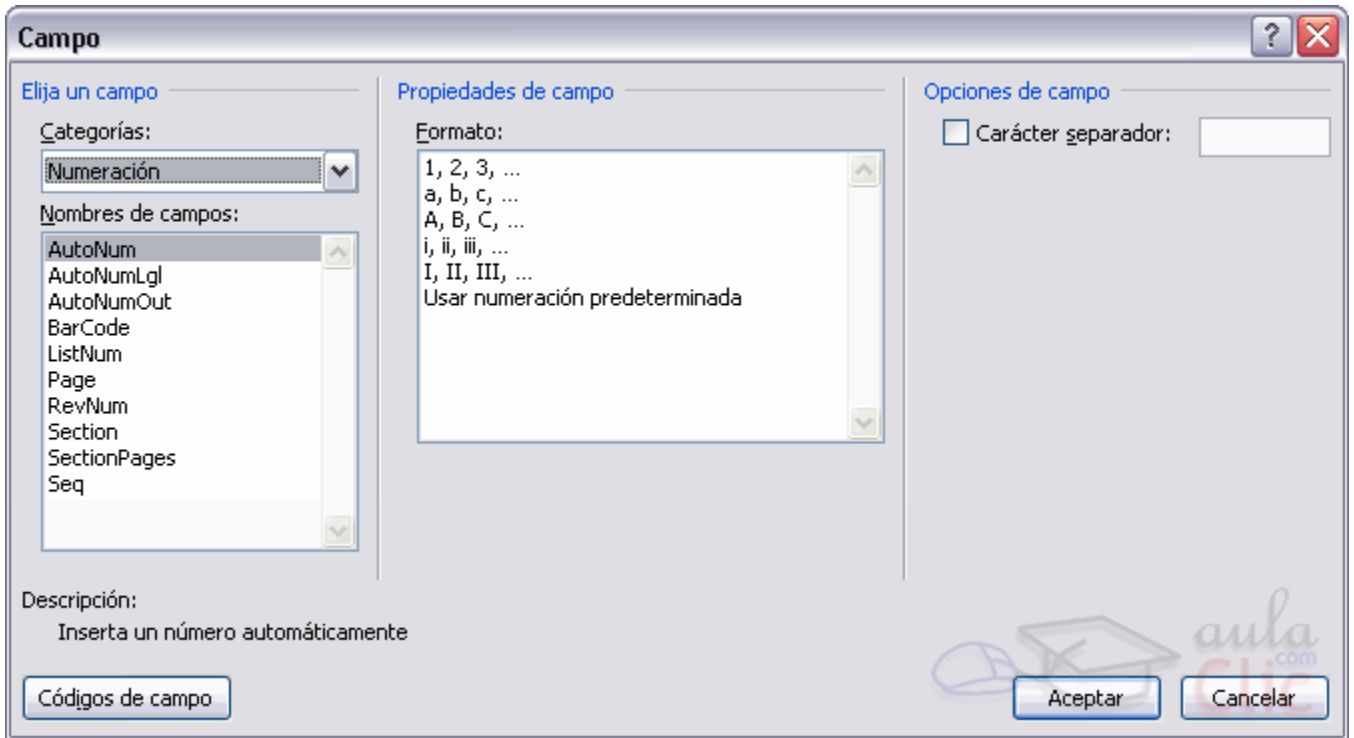 Campo
Elija un campo
Categorías:
Numeración
Nombres de campos:
AutoNum
AutoNumLgl
AutoNumOut
BarCode
ListNum
Page
RevNum
Section
SectionPages
Seq
Propiedades de campo
Formato:
1, 2, 3, ...
a, b, c, ...
A, B, C, ...
i, ii, iii, ...
I, II, III, ...
Usar numeración predeterminada
Opciones de campo
Carácter separador:
Descripción:
Inserta un número automáticamente
Códigos de campo
Aceptar
Cancelar
aula
Clic
com